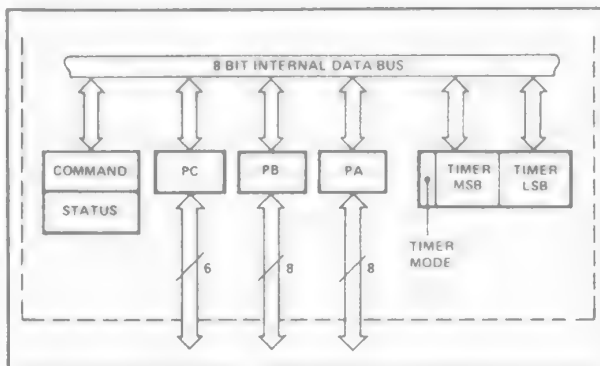 8 BIT INTERNAL DATA BUS
COMMAND
STATUS
PC
PB
PA
TIMER
MSB
TIMER
LSB
TIMER
MODE
6
8
8